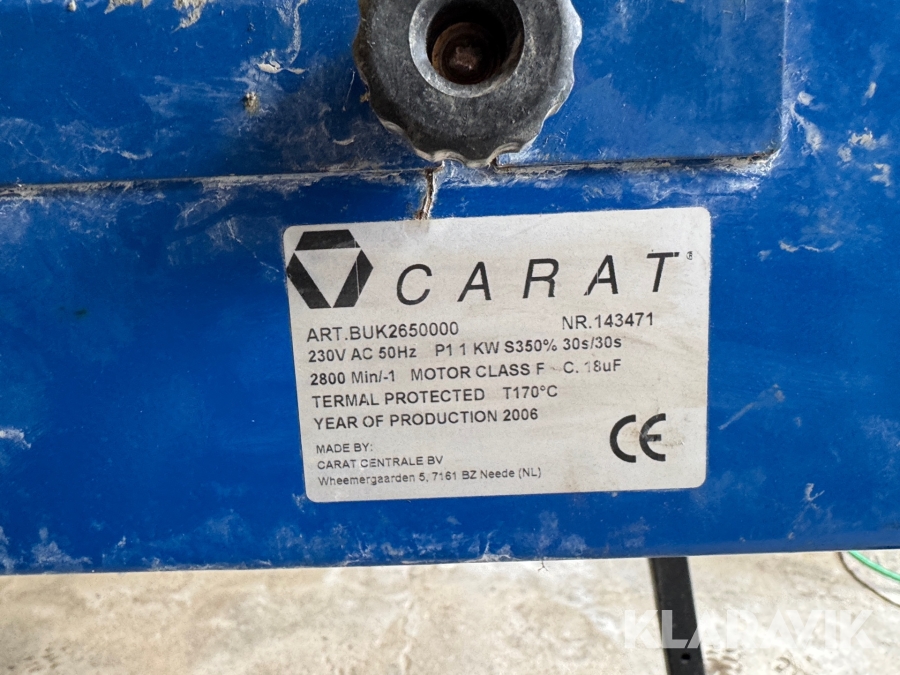 CARAT
ART.BUK2650000 NR.143471
230V AC 50Hz P1 1 KW S350% 30s/30s
2800 Min/-1 MOTOR CLASS F C. 18uF
TERMAL PROTECTED T170°C
YEAR OF PRODUCTION 2006
CE
MADE BY:
CARAT CENTRALE BV
Wheemergaarden 5, 7161 BZ Neede (NL)
KLARAVIK